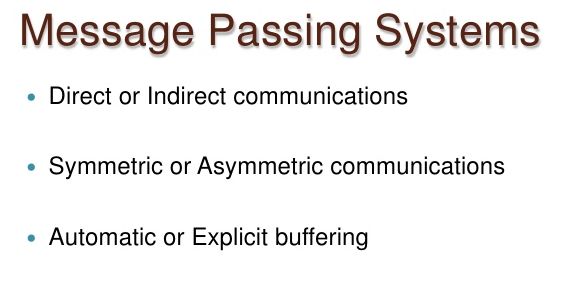 Message Passing Systems
• Direct or Indirect communications
• Symmetric or Asymmetric communications
• Automatic or Explicit buffering